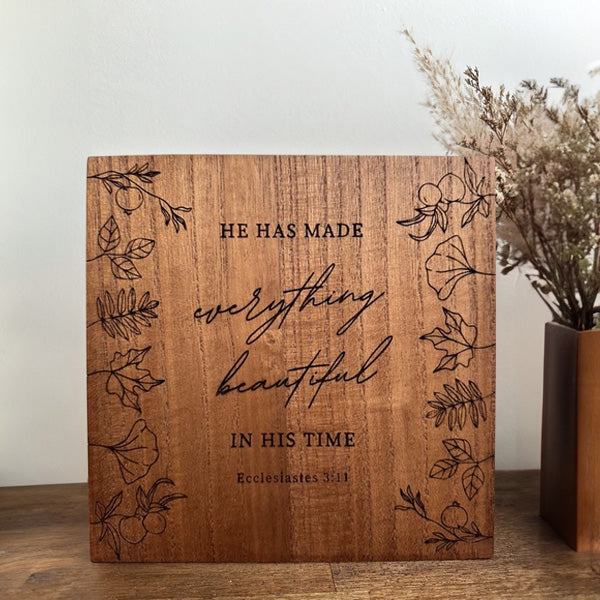 HE HAS MADE
everything
beautiful
IN HIS TIME
Ecclesiastes 3:11